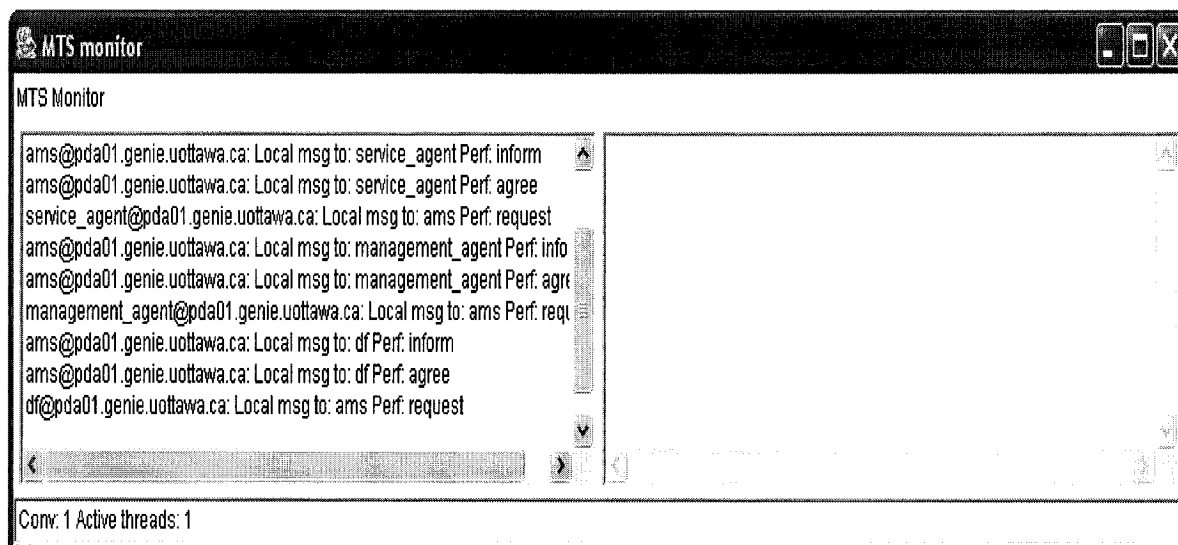 MTS monitor
MTS Monitor
ams@pda01.genie.uottawa.ca: Local msg to: service_agent Perf: inform
ams@pda01.genie.uottawa.ca: Local msg to: service_agent Perf: agree
service_agent@pda01.genie.uottawa.ca: Local msg to: ams Perf: request
ams@pda01.genie.uottawa.ca: Local msg to: management_agent Perf: info
ams@pda01.genie.uottawa.ca: Local msg to: management_agent Perf: agre
management_agent@pda01.genie.uottawa.ca: Local msg to: ams Perf: requ
ams@pda01.genie.uottawa.ca: Local msg to: df Perf: inform
ams@pda01.genie.uottawa.ca: Local msg to: df Perf: agree
df@pda01.genie.uottawa.ca: Local msg to: ams Perf: request
Conv: 1 Active threads: 1